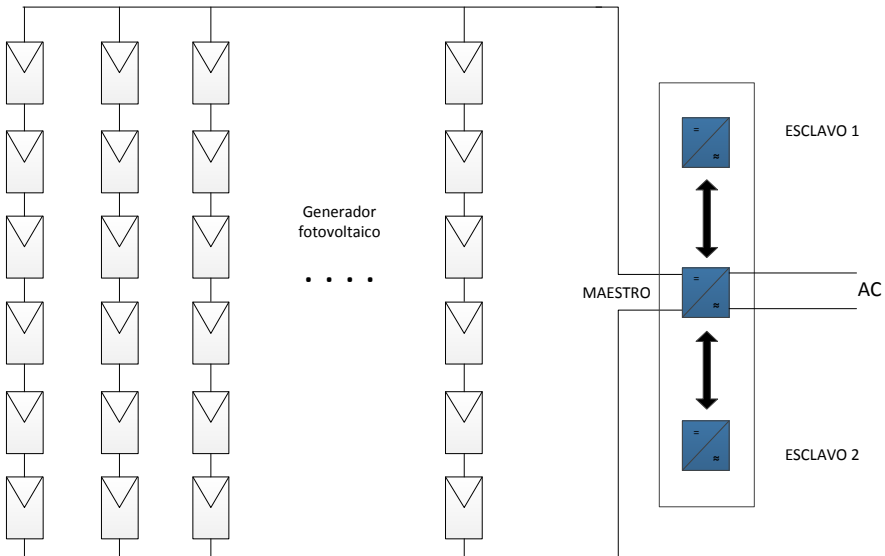 ESCLAVO 1
Generador
fotovoltaico
. . . .
MAESTRO
AC
ESCLAVO 2
=
≈
=
≈
=
≈